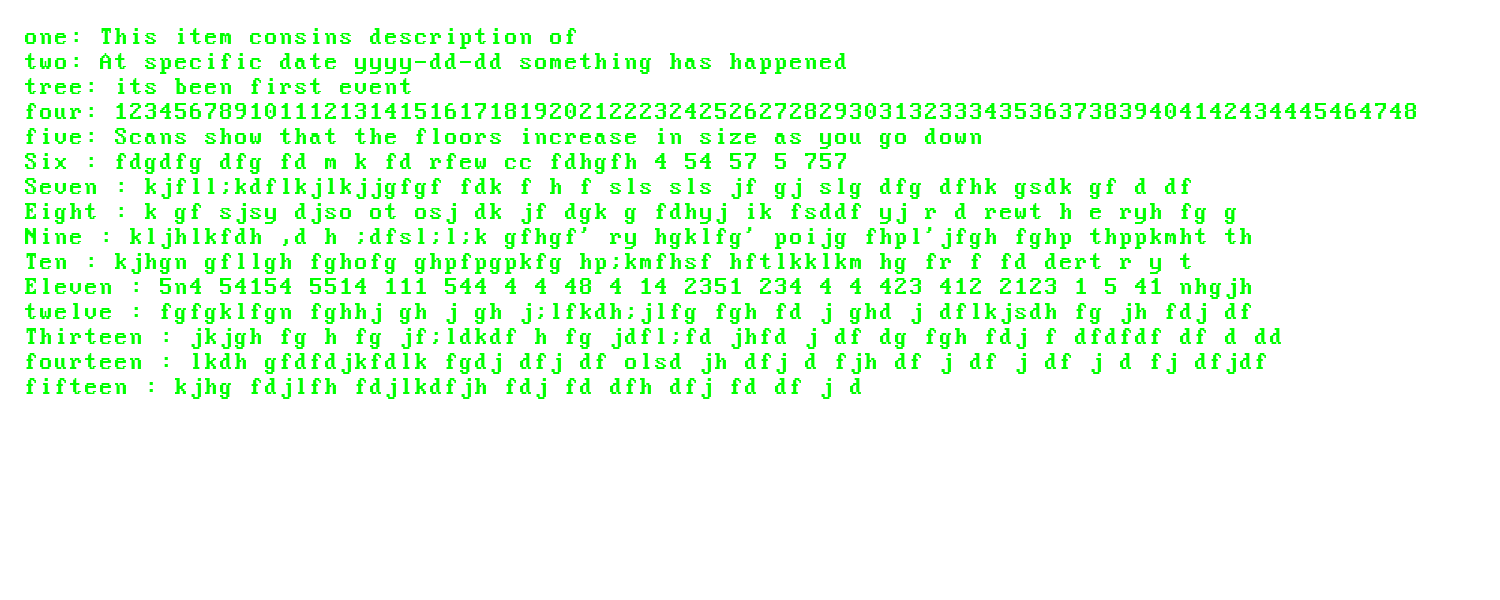 one: This item consins description of
two: At specific date yyyy-dd-dd something has happened
tree: its been first event
four: 123456789101112131415161718192021222324252627282930313233343536373839404142434445464748
five: Scans show that the floors increase in size as you go down
Six : fdgdfg dfg fd m k fd rfew cc fdhgfh 4 54 57 5 757
Seven : kjfll;kdflkjlkjjgfgf fdk f h f sls sls jf gj slg dfg dfhk gsdk gf d df
Eight : k gf sjsy djso ot osj dk jf dgk g fdhyj ik fsddf yj r d rewt h e ryh fg g
Nine : kljhlkfdh ,d h ;dfsl;l;k gfhgf' ry hgklfg' poijg fhpl'jfgh fghp thppkmht th
Ten : kjhgn gfllgh fghofg ghpfpgpkfg hp;kmfhsf hftlkklkm hg fr f fd dert r y t
Eleven : 5n4 54154 5514 111 544 4 4 48 4 14 2351 234 4 4 423 412 2123 1 5 41 nhgjh
twelve : fgfgklfgn fghhj gh j gh j;lfkdh;jlfg fgh fd j ghd j dflkjsdh fg jh fdj df
Thirteen : jkjgh fg h fg jf;ldkdf h fg jdfl;fd jhfd j df dg fgh fdj f dfdfdf df d dd
fourteen : lkdh gfdfdjkfdlk fgdj dfj df olsd jh dfj d fjh df j df j df j d fj dfjdf
fifteen : kjhg fdjlfh fdjlkdfjh fdj fd dfh dfj fd df j d